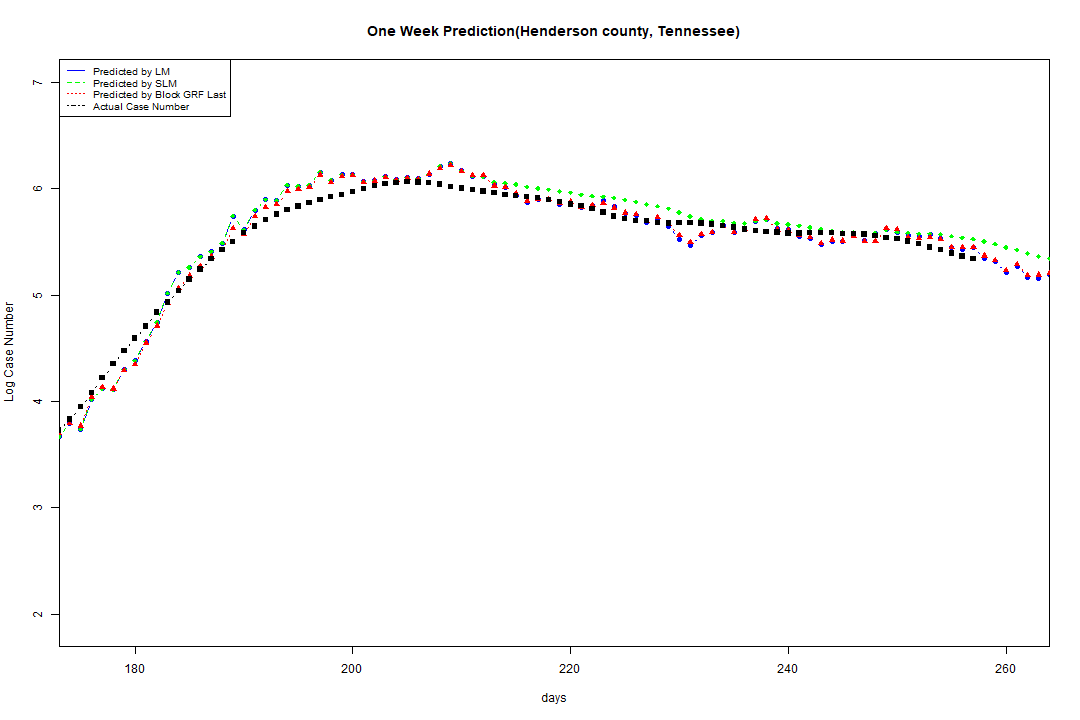 One Week Prediction(Henderson county, Tennessee)
Predicted by LM
Predicted by SLM
Predicted by Block GRF Last
Actual Case Number
7
6
5
4
3
2
Log Case Number
180 200 220 240 260
days